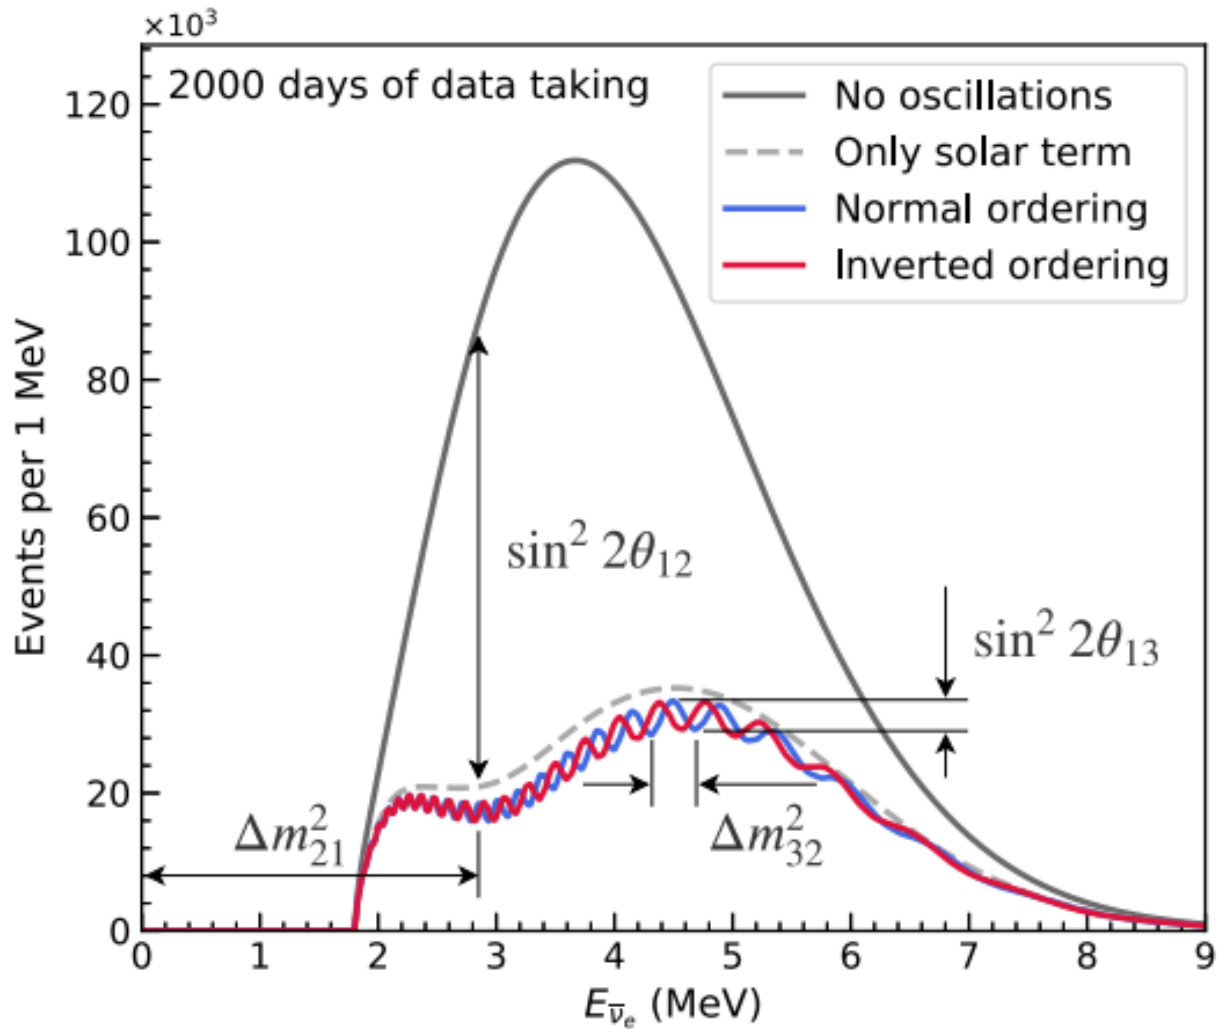 ×10³
2000 days of data taking
No oscillations
Only solar term
Normal ordering
Inverted ordering
Events per 1 MeV
120
100
80
60
40
20
0
sin² 2θ₁₂
sin² 2θ₁₃
Δm²₂₁
Δm²₃₂
0 1 2 3 4 5 6 7 8 9
E_ν̅ₑ (MeV)